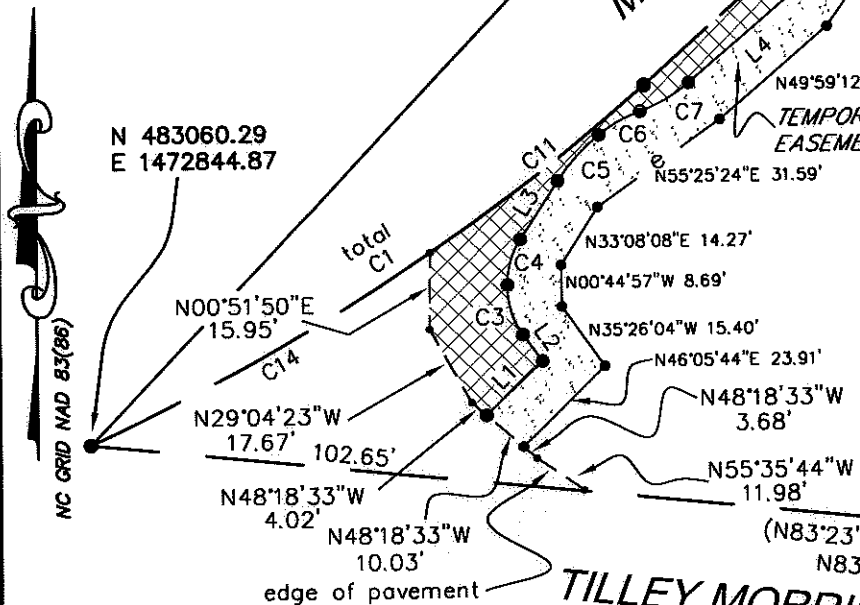 N 483060.29
E 1472844.87
NC GRID NAD 83(86)
total
C1
C11
C14
N00°51'50"E
15.95'
N29°04'23"W
17.67'
102.65'
N48°18'33"W
4.02'
N48°18'33"W
10.03'
edge of pavement
L1
L2
C3
C4
L3
C5
C6
C7
L4
e
N49°59'12
TEMPOR
EASEME
N55°25'24"E 31.59'
N33°08'08"E 14.27'
N00°44'57"W 8.69'
N35°26'04"W 15.40'
N46°05'44"E 23.91'
N48°18'33"W
3.68'
N55°35'44"W
11.98'
(N83°23'
N83